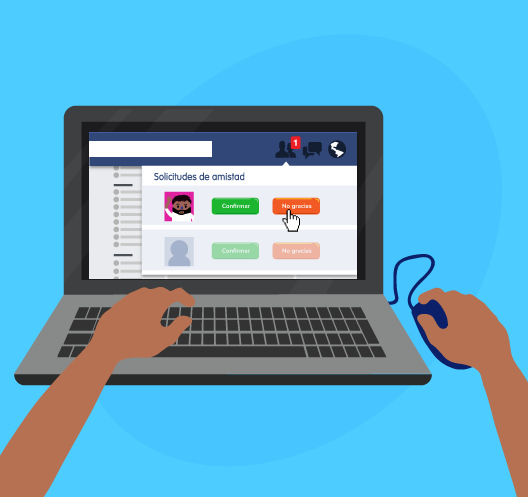 1
Solicitudes de amistad
Confirmar No gracias
Confirmar No gracias